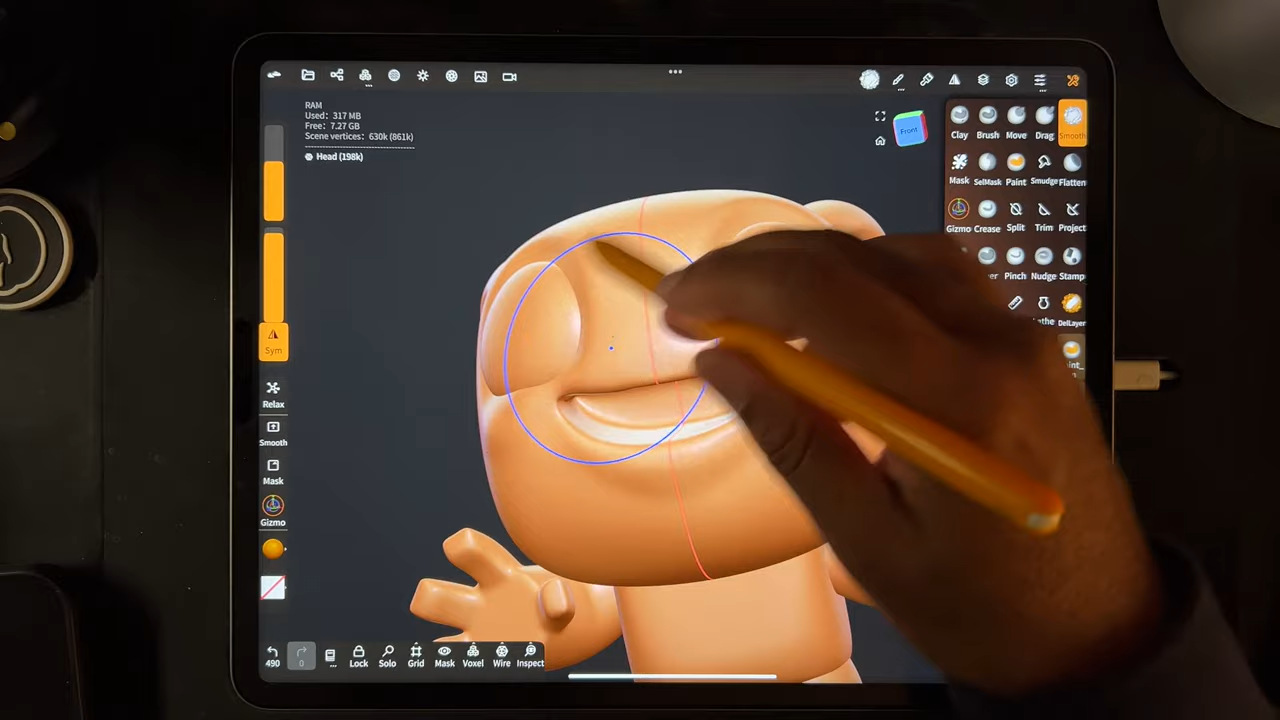 RAM
Used: 317 MB
Free: 7.27 GB
Scene vertices: 630k (861k)
Head (198k)
Front
Clay Brush Move Drag Smooth
Mask SelMask Paint Smudge Flatten
Gizmo Crease Split Trim Project
Pinch Nudge Stamp
DelLayer
Sym
Relax
Smooth
Mask
Gizmo
490 0 Lock Solo Grid Mask Voxel Wire Inspect